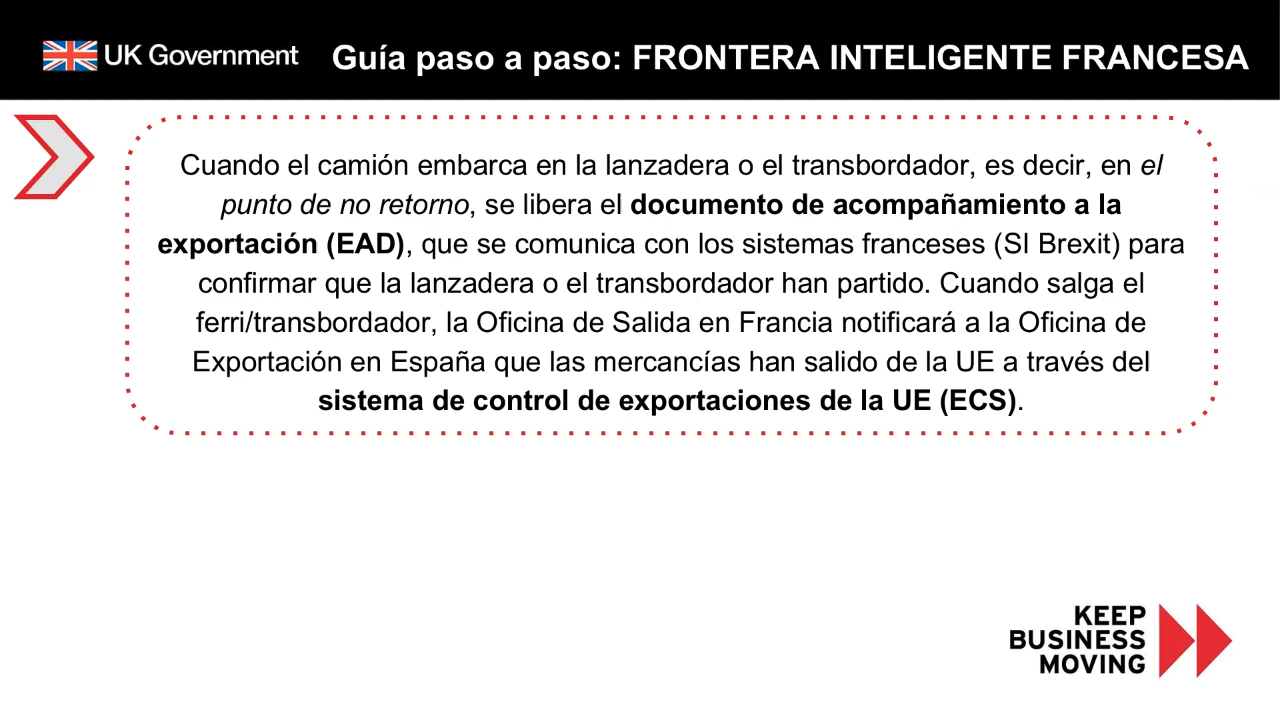 UK Government
Guía paso a paso: FRONTERA INTELIGENTE FRANCESA
Cuando el camión embarca en la lanzadera o el transbordador, es decir, en el
punto de no retorno, se libera el documento de acompañamiento a la
exportación (EAD), que se comunica con los sistemas franceses (SI Brexit) para
confirmar que la lanzadera o el transbordador han partido. Cuando salga el
ferri/transbordador, la Oficina de Salida en Francia notificará a la Oficina de
Exportación en España que las mercancías han salido de la UE a través del
sistema de control de exportaciones de la UE (ECS).
KEEP
BUSINESS
MOVING